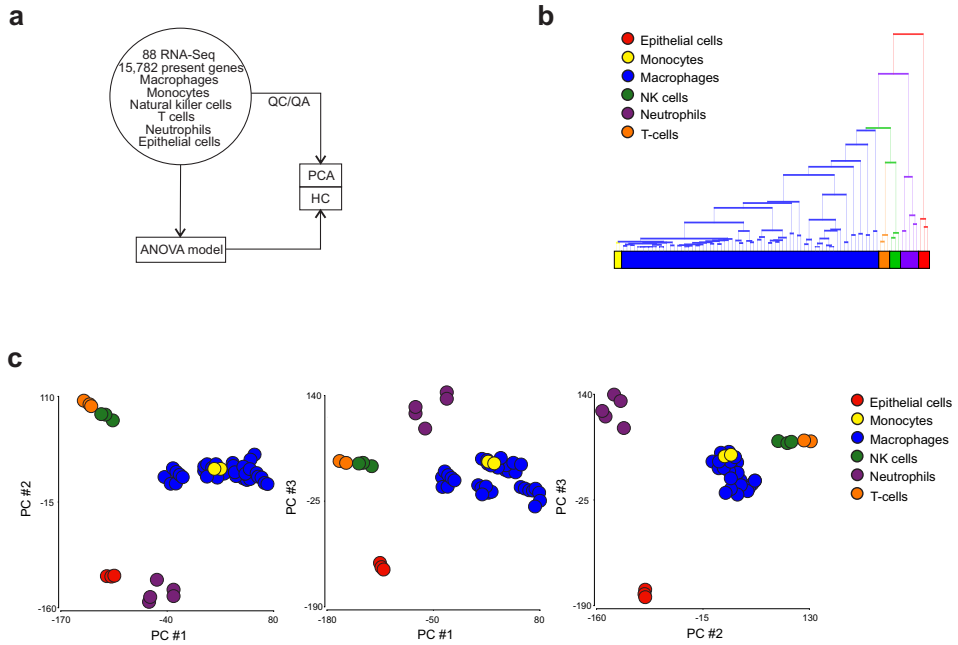 a
88 RNA-Seq
15,782 present genes
Macrophages
Monocytes
Natural killer cells
T cells
Neutrophils
Epithelial cells
QC/QA
PCA
HC
ANOVA model
b
Epithelial cells
Monocytes
Macrophages
NK cells
Neutrophils
T-cells
c
110
-15
-160
PC #2
-170
-40
80
PC #1
140
-25
-190
PC #3
-50
80
PC #1
140
-25
-190
PC #3
-160
-15
130
PC #2
Epithelial cells
Monocytes
Macrophages
NK cells
Neutrophils
T-cells